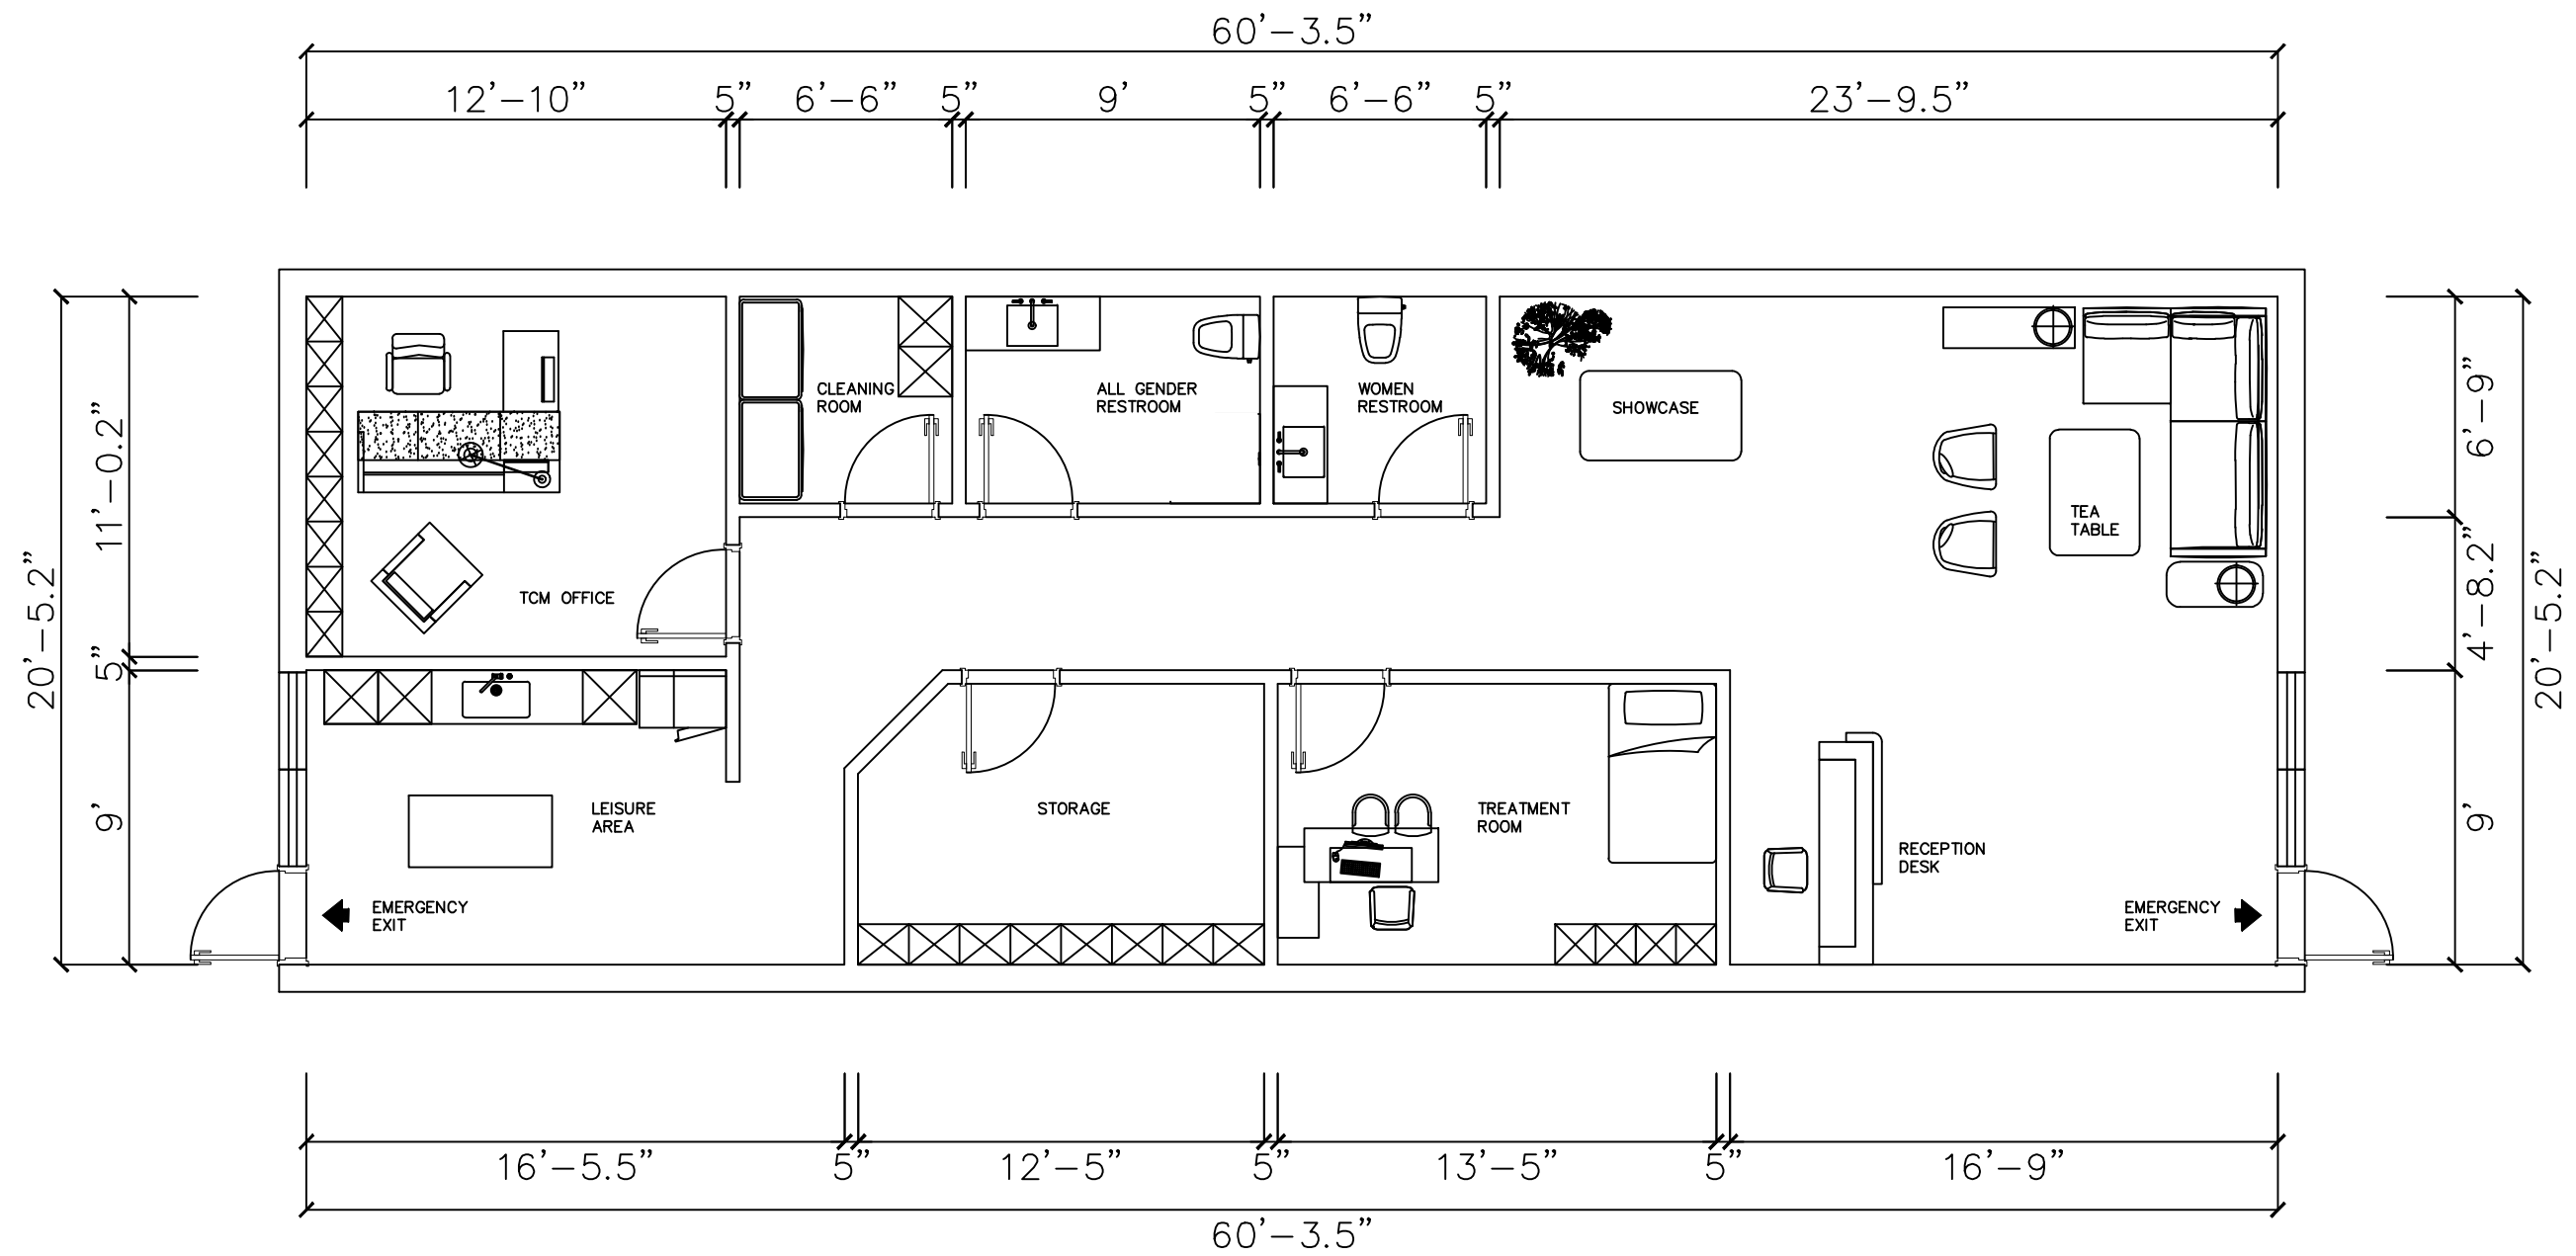 60’–3.5”
12’–10” 5” 6’–6” 5” 9’ 5” 6’–6” 5” 23’–9.5”
20’–5.2”
11’–0.2”
5”
9’
CLEANING
ROOM
ALL GENDER
RESTROOM
WOMEN
RESTROOM
SHOWCASE
TEA
TABLE
TCM OFFICE
LEISURE
AREA
STORAGE
TREATMENT
ROOM
RECEPTION
DESK
EMERGENCY
EXIT
EMERGENCY
EXIT
6’–9”
4’–8.2”
9’
20’–5.2”
16’–5.5” 5” 12’–5” 5” 13’–5” 5” 16’–9”
60’–3.5”